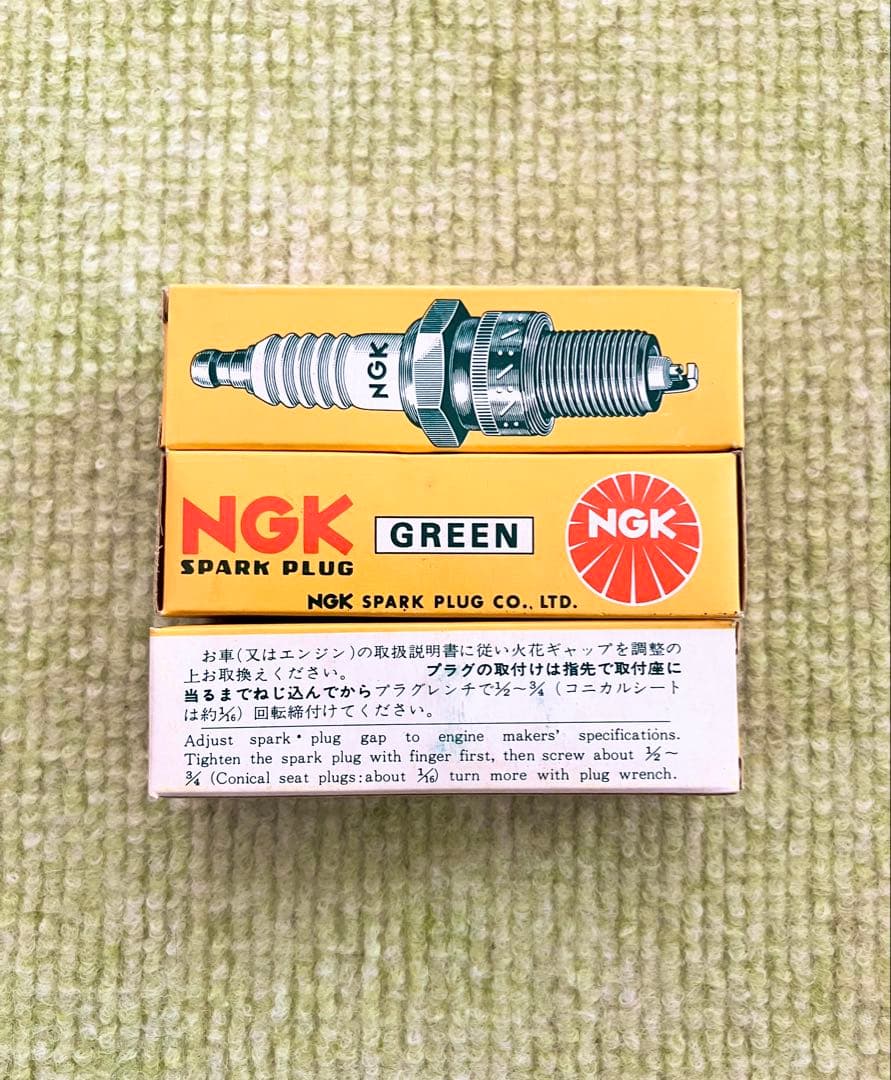 NGK
NGK
SPARK PLUG
GREEN
NGK
NGK SPARK PLUG CO., LTD.
お車(又はエンジン)の取扱説明書に従い火花ギャップを調整の
上お取換えください。 プラグの取付けは指先で取付座に
当るまでねじ込んでからプラグレンチで½〜¾(コニカルシート
は約1/16)回転締付けてください。
Adjust spark・plug gap to engine makers' specifications.
Tighten the spark plug with finger first, then screw about ½〜
¾ (Conical seat plugs:about 1/16) turn more with plug wrench.